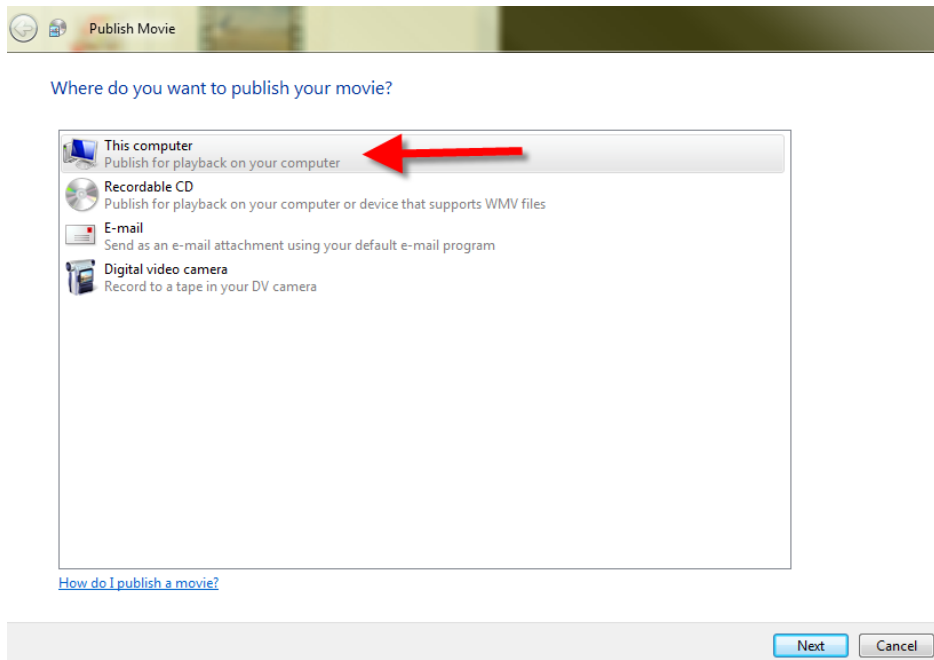 Publish Movie
Where do you want to publish your movie?
This computer
Publish for playback on your computer
Recordable CD
Publish for playback on your computer or device that supports WMV files
E-mail
Send as an e-mail attachment using your default e-mail program
Digital video camera
Record to a tape in your DV camera
How do I publish a movie?
Next Cancel